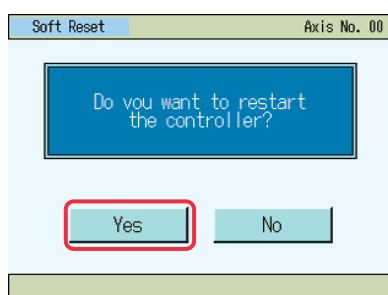 Soft Reset Axis No. 00
Do you want to restart
the controller?
Yes No